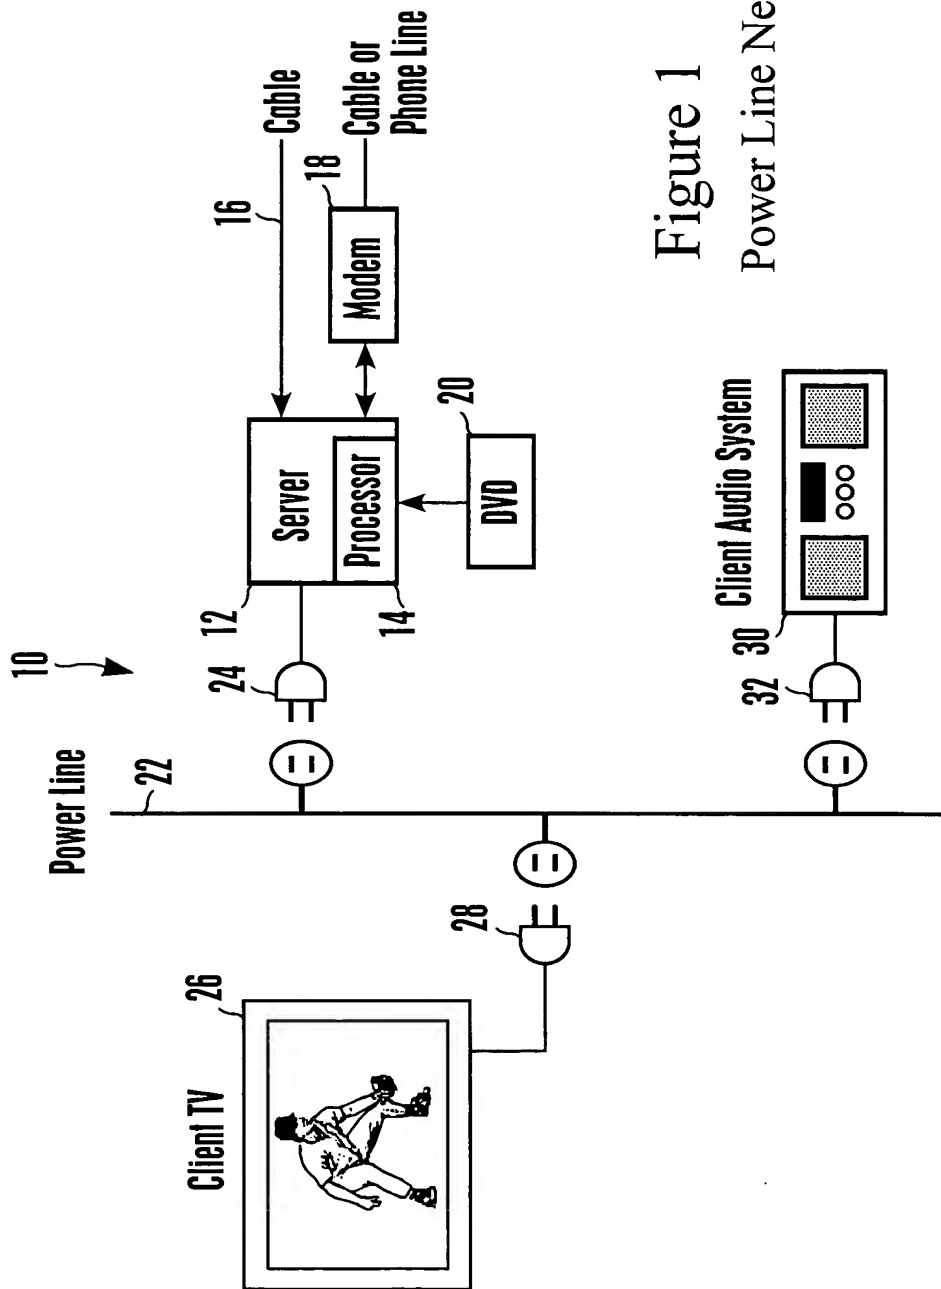 10
Power Line
22
24
12
Server
14
Processor
16
Cable
18
Modem
Cable or
Phone Line
20
DVD
Client TV
26
28
Client Audio System
30
32
Figure 1
Power Line Ne